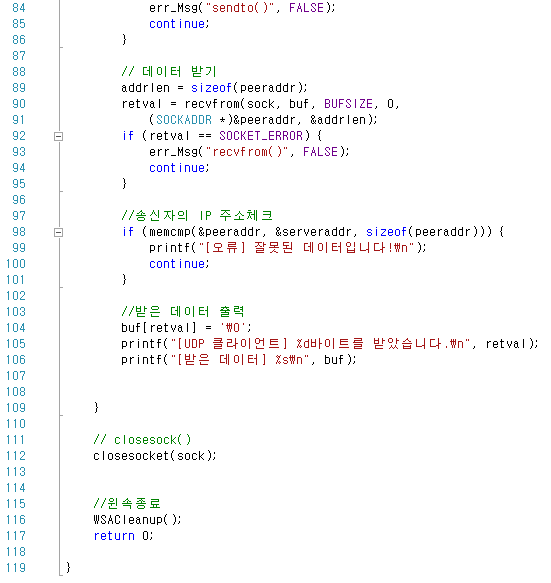 84 err_Msg("sendto()", FALSE);
85 continue;
86 }
87
88 // 데이터 받기
89 addrlen = sizeof(peeraddr);
90 retval = recvfrom(sock, buf, BUFSIZE, 0,
91 (SOCKADDR *)&peeraddr, &addrlen);
92 if (retval == SOCKET_ERROR) {
93 err_Msg("recvfrom()", FALSE);
94 continue;
95 }
96
97 //송신자의 IP 주소체크
98 if (memcmp(&peeraddr, &serveraddr, sizeof(peeraddr))) {
99 printf("[오류] 잘못된 데이터입니다!₩n");
100 continue;
101 }
102
103 //받은 데이터 출력
104 buf[retval] = '₩0';
105 printf("[UDP 클라이언트] %d바이트를 받았습니다.₩n", retval);
106 printf("[받은 데이터] %s₩n", buf);
107
108
109 }
110
111 // closesock()
112 closesocket(sock);
113
114
115 //윈속종료
116 WSACleanup();
117 return 0;
118
119 }